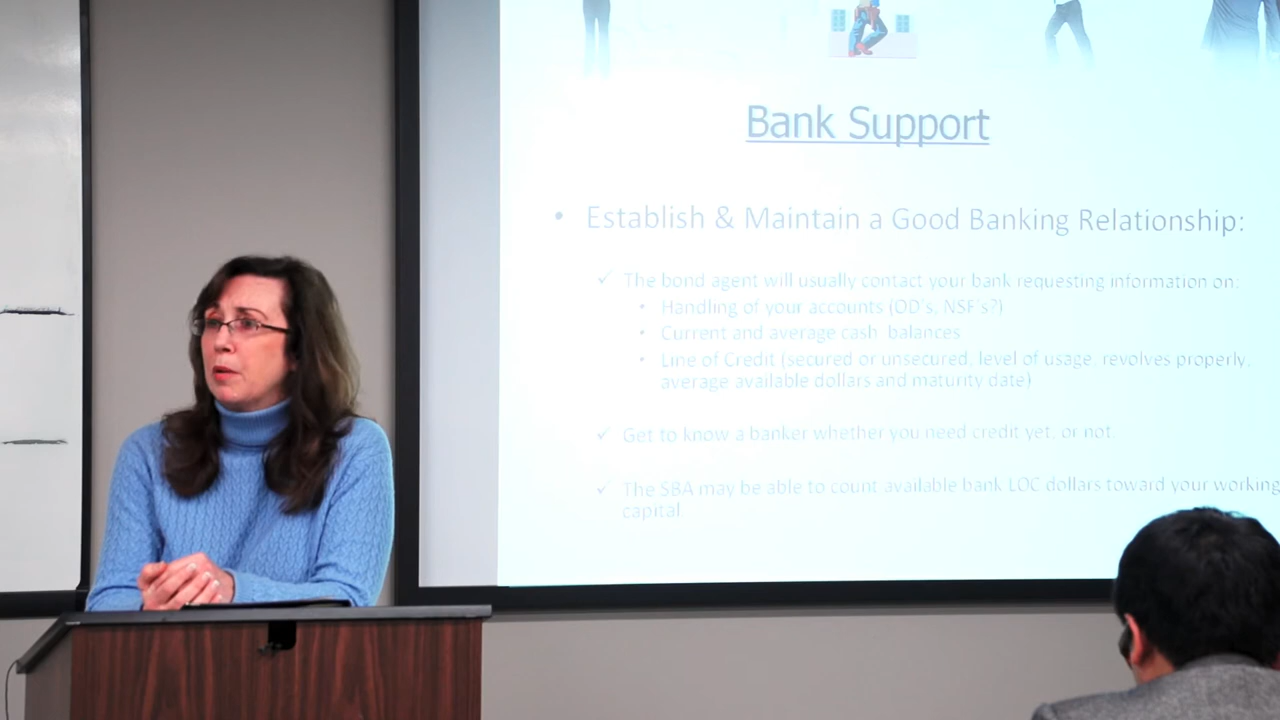 Bank Support
• Establish & Maintain a Good Banking Relationship:
✓ The bond agent will usually contact your bank requesting information on:
• Handling of your accounts (OD's, NSF's?)
• Current and average cash balances
• Line of Credit (secured or unsecured, level of usage, revolves properly,
average available dollars and maturity date)
✓ Get to know a banker whether you need credit yet, or not.
✓ The SBA may be able to count available bank LOC dollars toward your working
capital.